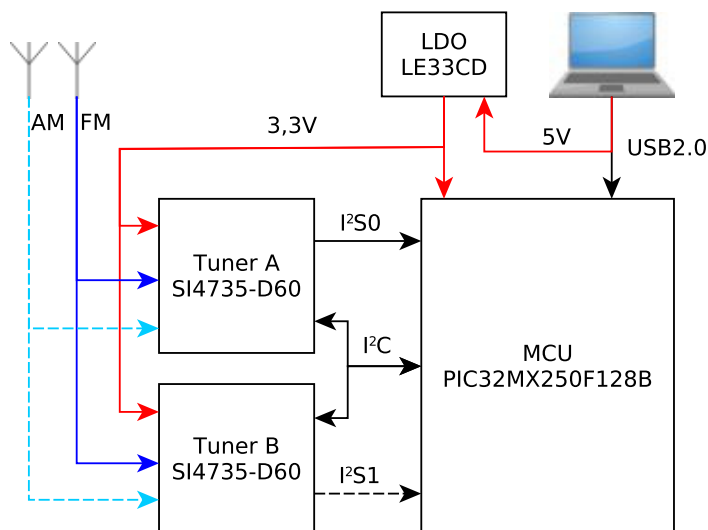 LDO
LE33CD
AM
FM
3,3V
5V
USB2.0
Tuner A
SI4735-D60
I²S0
I²C
MCU
PIC32MX250F128B
Tuner B
SI4735-D60
I²S1